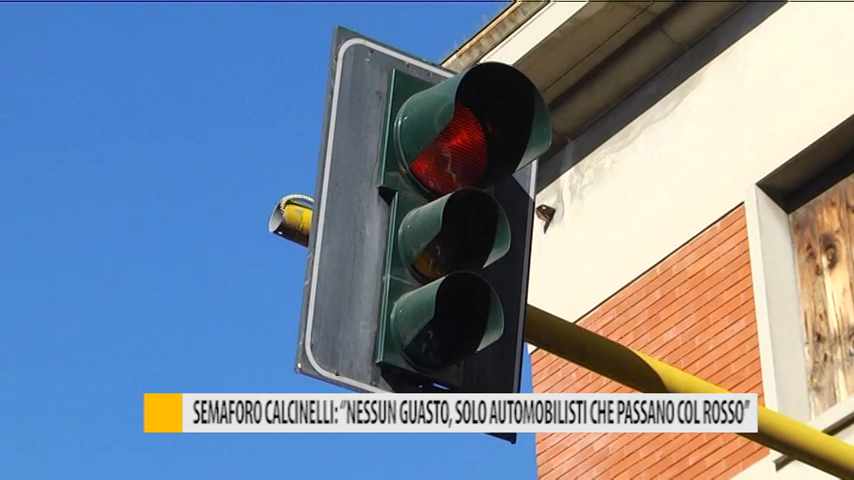 SEMAFORO CALCINELLI: “NESSUN GUASTO, SOLO AUTOMOBILISTI CHE PASSANO COL ROSSO”